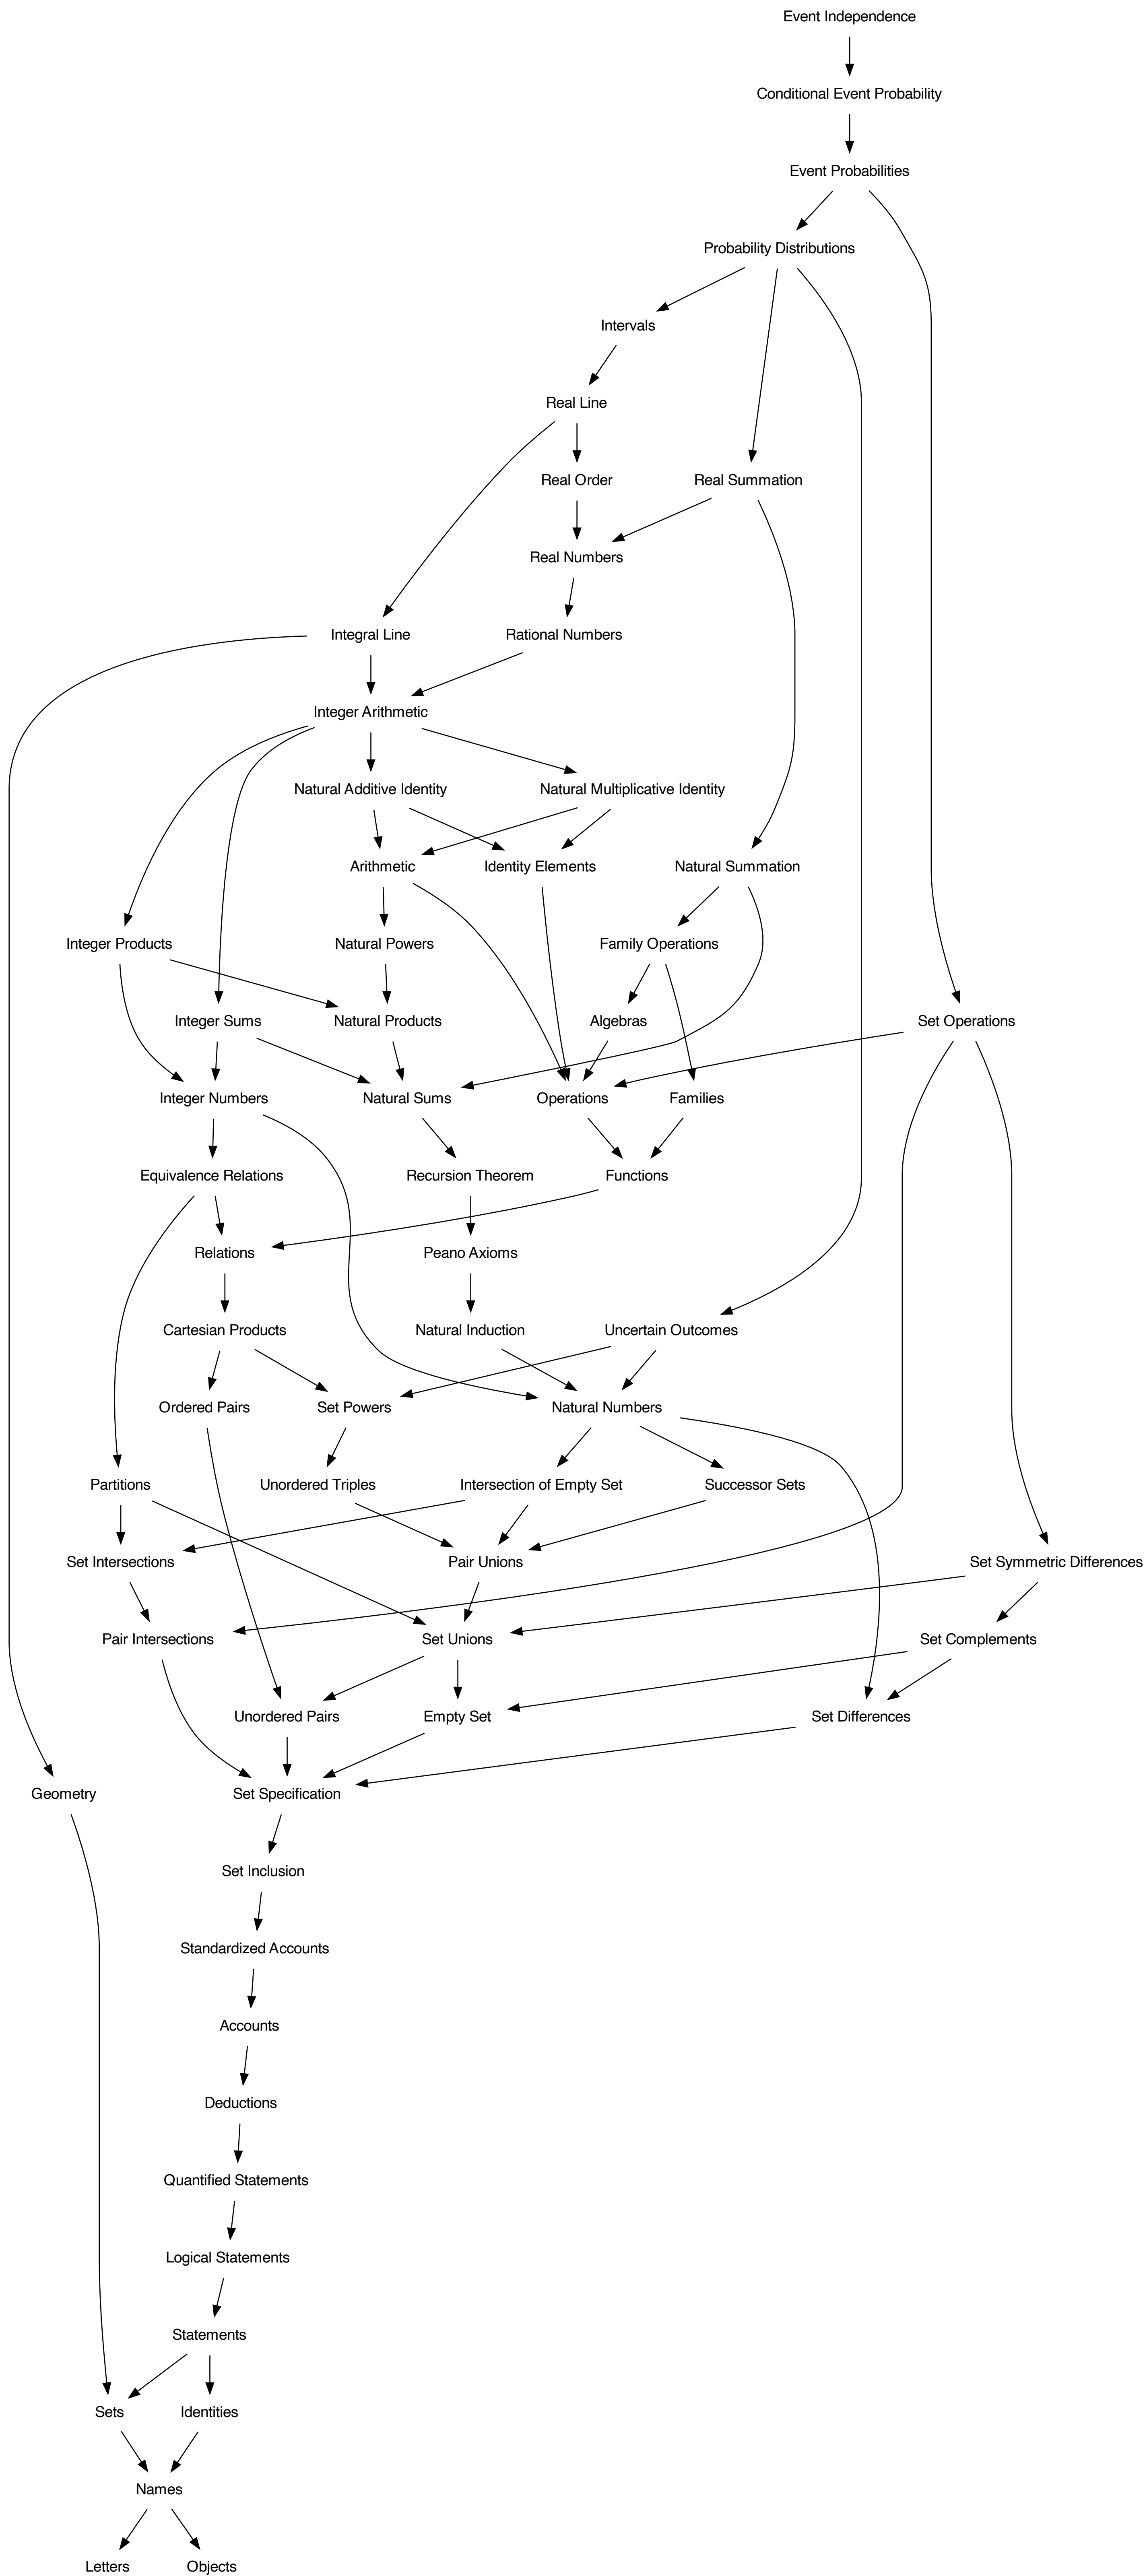 Event Independence
Conditional Event Probability
Event Probabilities
Probability Distributions
Intervals
Real Line
Real Order
Real Summation
Real Numbers
Integral Line
Rational Numbers
Integer Arithmetic
Natural Additive Identity
Natural Multiplicative Identity
Arithmetic
Identity Elements
Natural Summation
Integer Products
Natural Powers
Family Operations
Integer Sums
Natural Products
Algebras
Set Operations
Integer Numbers
Natural Sums
Operations
Families
Equivalence Relations
Recursion Theorem
Functions
Relations
Peano Axioms
Cartesian Products
Natural Induction
Uncertain Outcomes
Ordered Pairs
Set Powers
Natural Numbers
Partitions
Unordered Triples
Intersection of Empty Set
Successor Sets
Set Intersections
Pair Unions
Set Symmetric Differences
Pair Intersections
Set Unions
Set Complements
Unordered Pairs
Empty Set
Set Differences
Geometry
Set Specification
Set Inclusion
Standardized Accounts
Accounts
Deductions
Quantified Statements
Logical Statements
Statements
Sets
Identities
Names
Letters
Objects